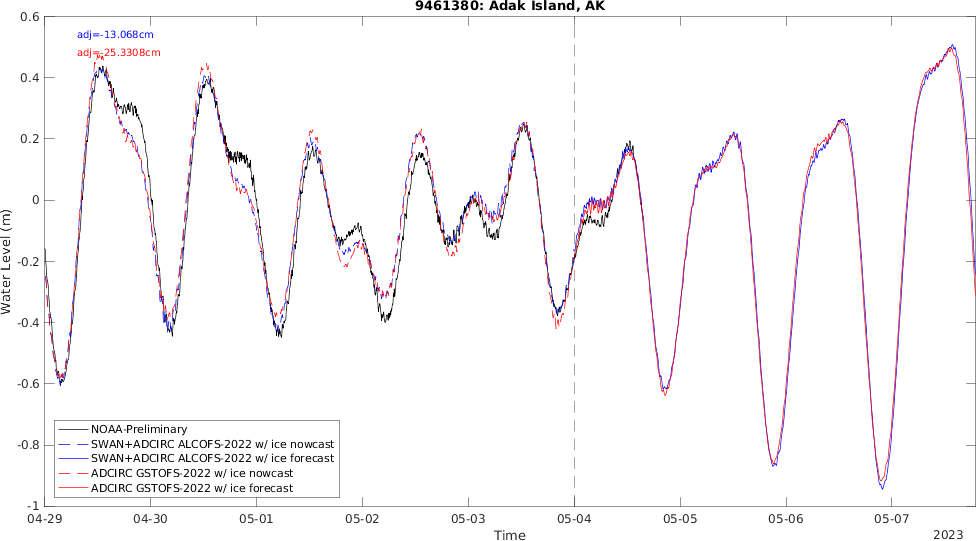 9461380: Adak Island, AK
adj=-13.068cm
adj=-25.3308cm
0.6
0.4
0.2
0
-0.2
-0.4
-0.6
-0.8
-1
Water Level (m)
NOAA-Preliminary
SWAN+ADCIRC ALCOFS-2022 w/ ice nowcast
SWAN+ADCIRC ALCOFS-2022 w/ ice forecast
ADCIRC GSTOFS-2022 w/ ice nowcast
ADCIRC GSTOFS-2022 w/ ice forecast
04-29 04-30 05-01 05-02 05-03 05-04 05-05 05-06 05-07
Time
2023